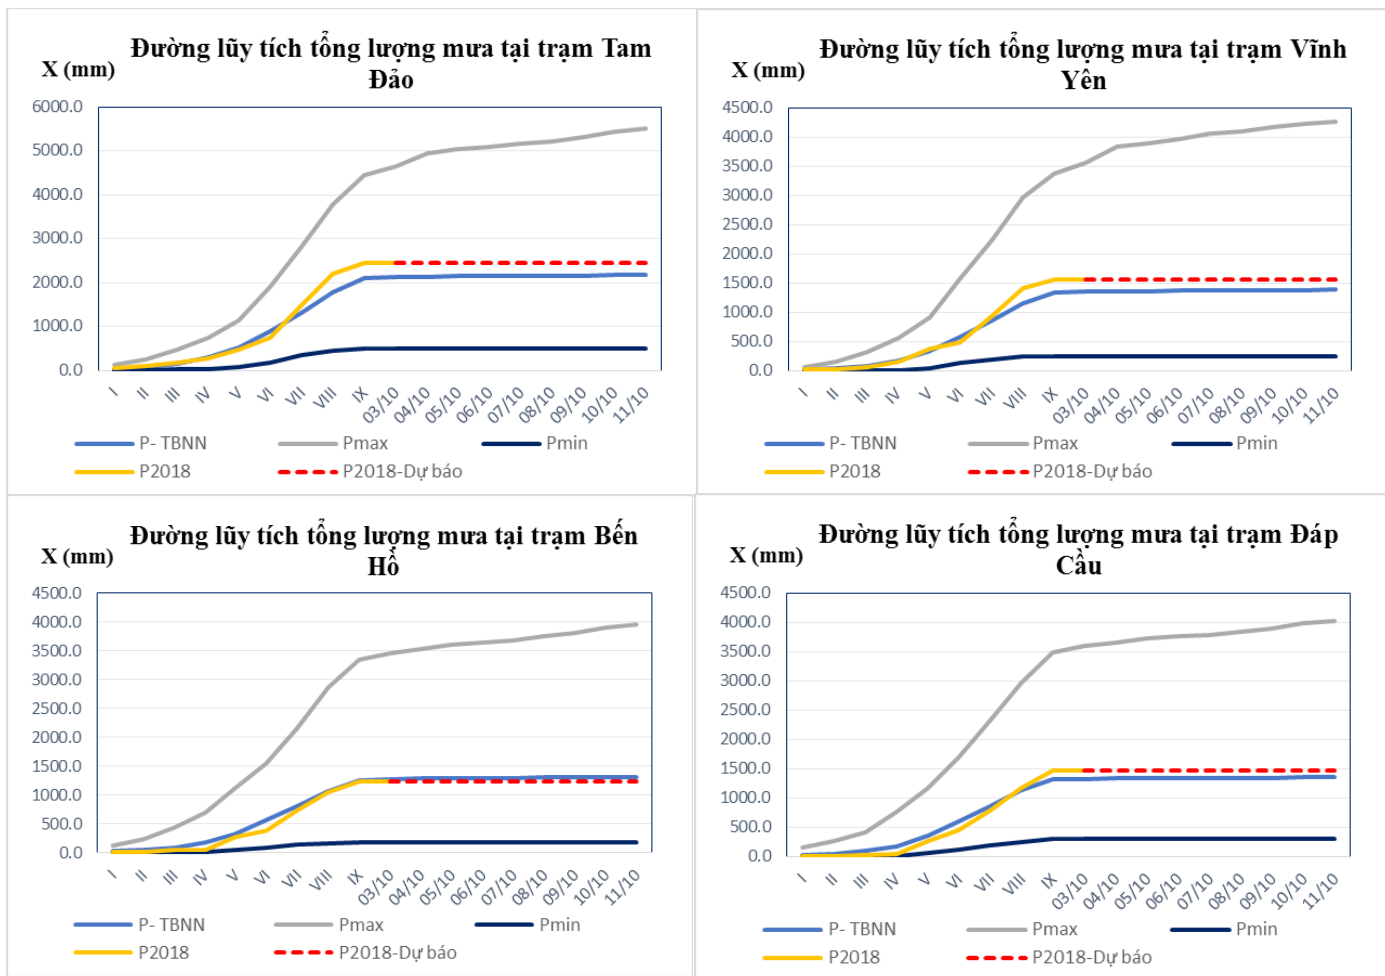 Đường lũy tích tổng lượng mưa tại trạm Tam
Đảo
X (mm)
6000.0
5000.0
4000.0
3000.0
2000.0
1000.0
0.0
I II III IV V VI VII VIII IX 03/10 04/10 05/10 06/10 07/10 08/10 09/10 10/10 11/10
P- TBNN Pmax Pmin
P2018 P2018-Dự báo
Đường lũy tích tổng lượng mưa tại trạm Vĩnh
Yên
X (mm)
4500.0
4000.0
3500.0
3000.0
2500.0
2000.0
1500.0
1000.0
500.0
0.0
I II III IV V VI VII VIII IX 03/10 04/10 05/10 06/10 07/10 08/10 09/10 10/10 11/10
P- TBNN Pmax Pmin
P2018 P2018-Dự báo
Đường lũy tích tổng lượng mưa tại trạm Bến
Hồ
X (mm)
4500.0
4000.0
3500.0
3000.0
2500.0
2000.0
1500.0
1000.0
500.0
0.0
I II III IV V VI VII VIII IX 03/10 04/10 05/10 06/10 07/10 08/10 09/10 10/10 11/10
P- TBNN Pmax Pmin
P2018 P2018-Dự báo
Đường lũy tích tổng lượng mưa tại trạm Đáp
Cầu
X (mm)
4500.0
4000.0
3500.0
3000.0
2500.0
2000.0
1500.0
1000.0
500.0
0.0
I II III IV V VI VII VIII IX 03/10 04/10 05/10 06/10 07/10 08/10 09/10 10/10 11/10
P- TBNN Pmax Pmin
P2018 P2018-Dự báo